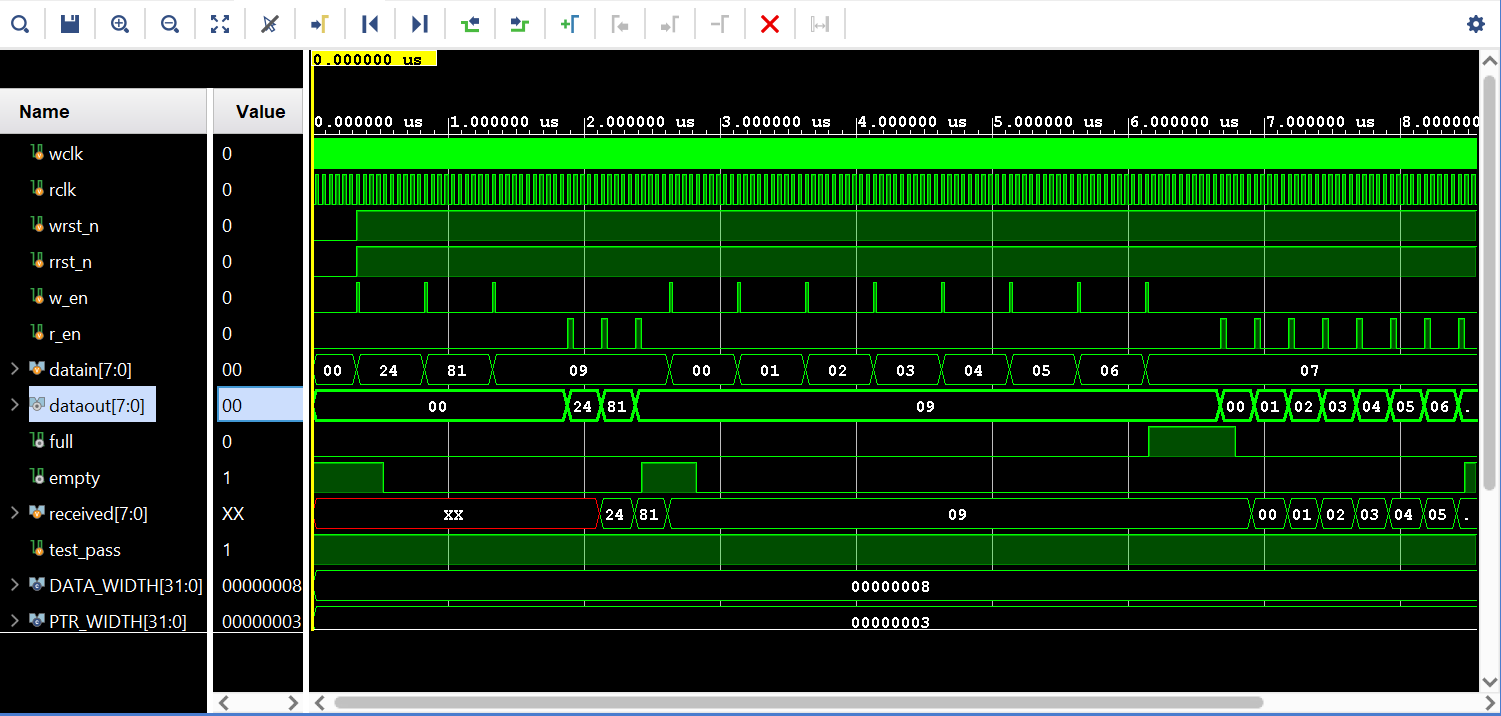 0.000000 us
Name Value
0.000000 us 1.000000 us 2.000000 us 3.000000 us 4.000000 us 5.000000 us 6.000000 us 7.000000 us 8.000000
wclk 0
rclk 0
wrst_n 0
rrst_n 0
w_en 0
r_en 0
datain[7:0] 00 00 24 81 09 00 01 02 03 04 05 06 07
dataout[7:0] 00 00 24 81 09 00 01 02 03 04 05 06 .
full 0
empty 1
received[7:0] XX XX 24 81 09 00 01 02 03 04 05 .
test_pass 1
DATA_WIDTH[31:0] 00000008 00000008
PTR_WIDTH[31:0] 00000003 00000003